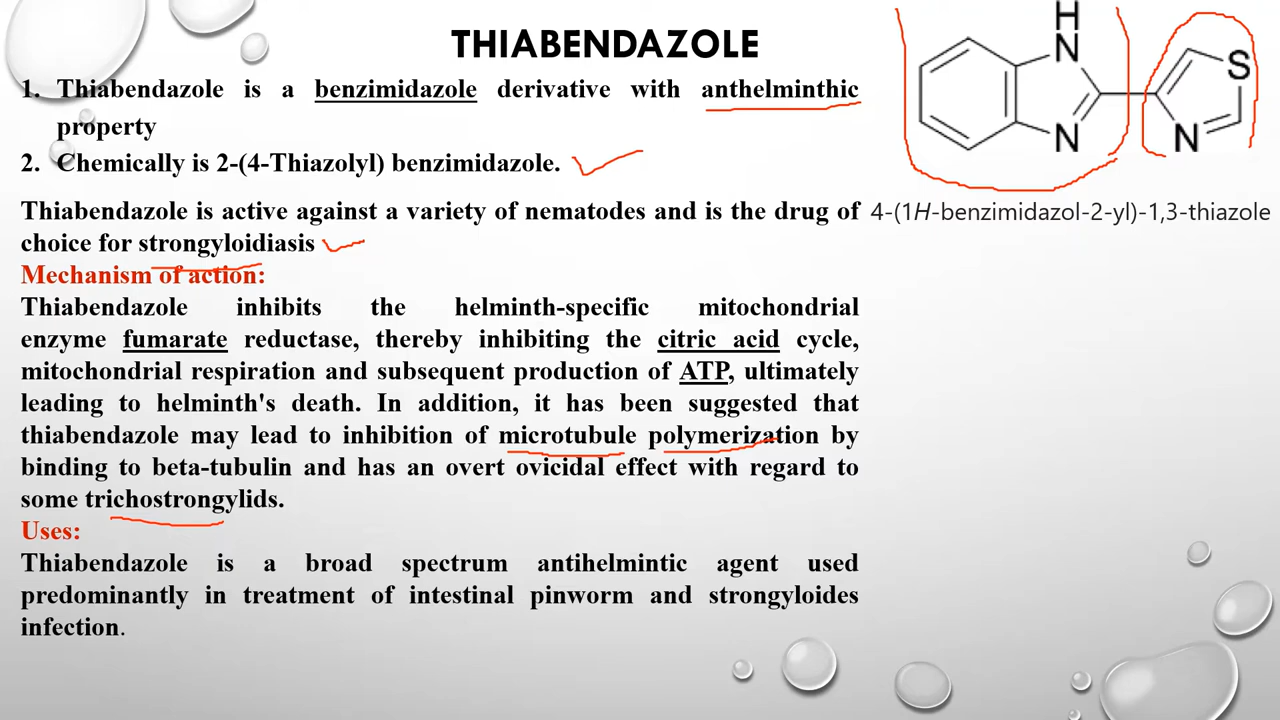 THIABENDAZOLE
1. Thiabendazole is a benzimidazole derivative with anthelminthic
property
2. Chemically is 2-(4-Thiazolyl) benzimidazole.
Thiabendazole is active against a variety of nematodes and is the drug of
choice for strongyloidiasis
Mechanism of action:
Thiabendazole inhibits the helminth-specific mitochondrial
enzyme fumarate reductase, thereby inhibiting the citric acid cycle,
mitochondrial respiration and subsequent production of ATP, ultimately
leading to helminth's death. In addition, it has been suggested that
thiabendazole may lead to inhibition of microtubule polymerization by
binding to beta-tubulin and has an overt ovicidal effect with regard to
some trichostrongylids.
Uses:
Thiabendazole is a broad spectrum antihelmintic agent used
predominantly in treatment of intestinal pinworm and strongyloides
infection.
H
N
S
N
N
4-(1H-benzimidazol-2-yl)-1,3-thiazole